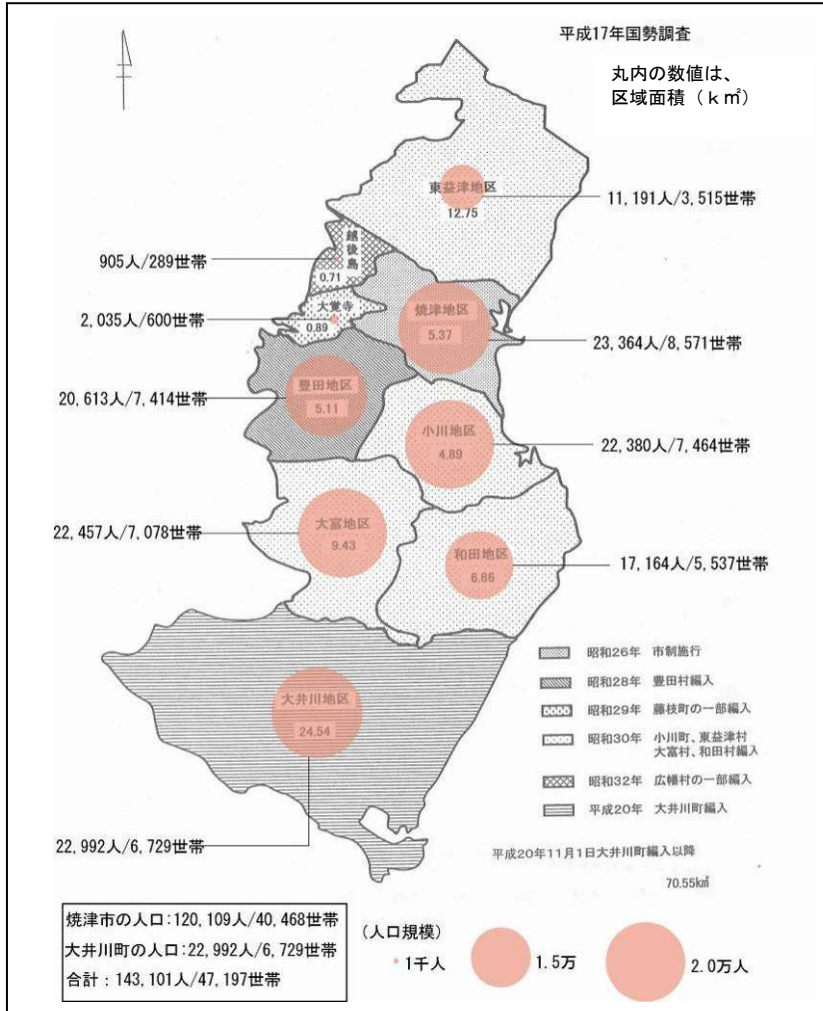 平成17年国勢調査
丸内の数値は、
区域面積（k㎡）
東益津地区
12.75
11,191人/3,515世帯
越後島
0.71
905人/289世帯
大覚寺
0.89
2,035人/600世帯
焼津地区
5.37
23,364人/8,571世帯
豊田地区
5.11
20,613人/7,414世帯
小川地区
4.89
22,380人/7,464世帯
大富地区
9.43
22,457人/7,078世帯
和田地区
6.86
17,164人/5,537世帯
大井川地区
24.54
22,992人/6,729世帯
昭和26年 市制施行
昭和28年 豊田村編入
昭和29年 藤枝町の一部編入
昭和30年 小川町、東益津村
大富村、和田村編入
昭和32年 広幡村の一部編入
平成20年 大井川町編入
平成20年11月1日大井川町編入以降
70.55k㎡
焼津市の人口：120,109人/40,468世帯
大井川町の人口：22,992人/6,729世帯
合計：143,101人/47,197世帯
（人口規模）
1千人
1.5万
2.0万人